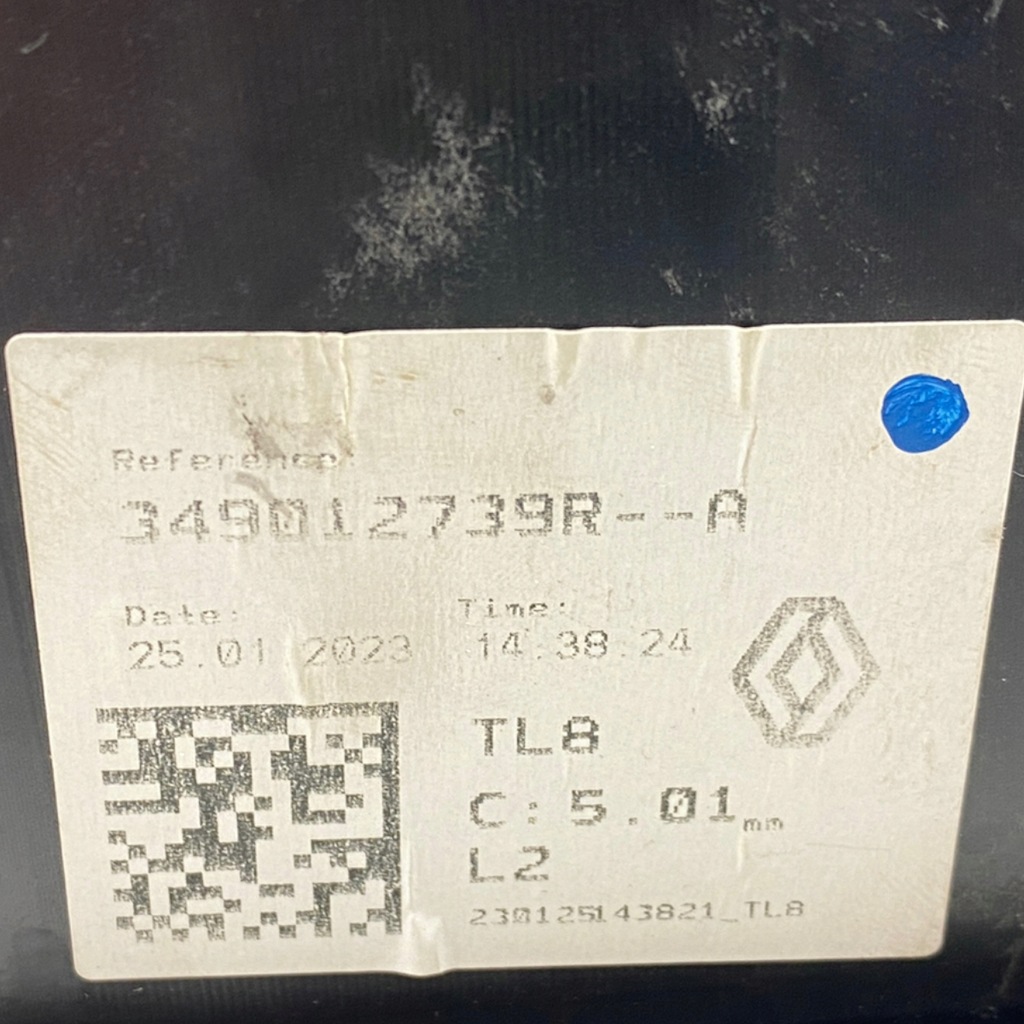 Reference:
349012739R--A
Date: Time:
25.01.2023 14:38:24
TL8
C:5.01mm
L2
230125143821_TL8